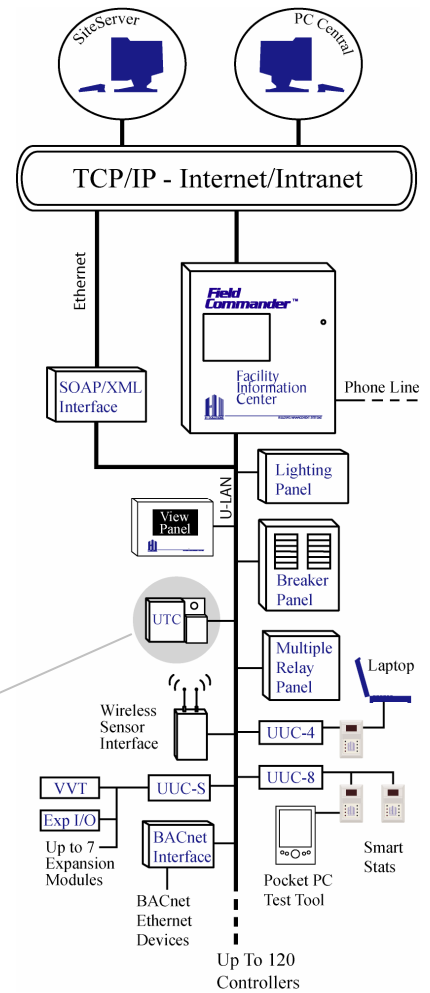 SiteServer
PC Central
TCP/IP - Internet/Intranet
Ethernet
Field
Commander™
Facility
Information
Center
Phone Line
SOAP/XML
Interface
U-LAN
Lighting
Panel
View
Panel
Breaker
Panel
UTC
Multiple
Relay
Panel
Laptop
Wireless
Sensor
Interface
UUC-4
VVT
UUC-S
UUC-8
Exp I/O
Up to 7
Expansion
Modules
BACnet
Interface
Smart
Stats
Pocket PC
Test Tool
BACnet
Ethernet
Devices
Up To 120
Controllers